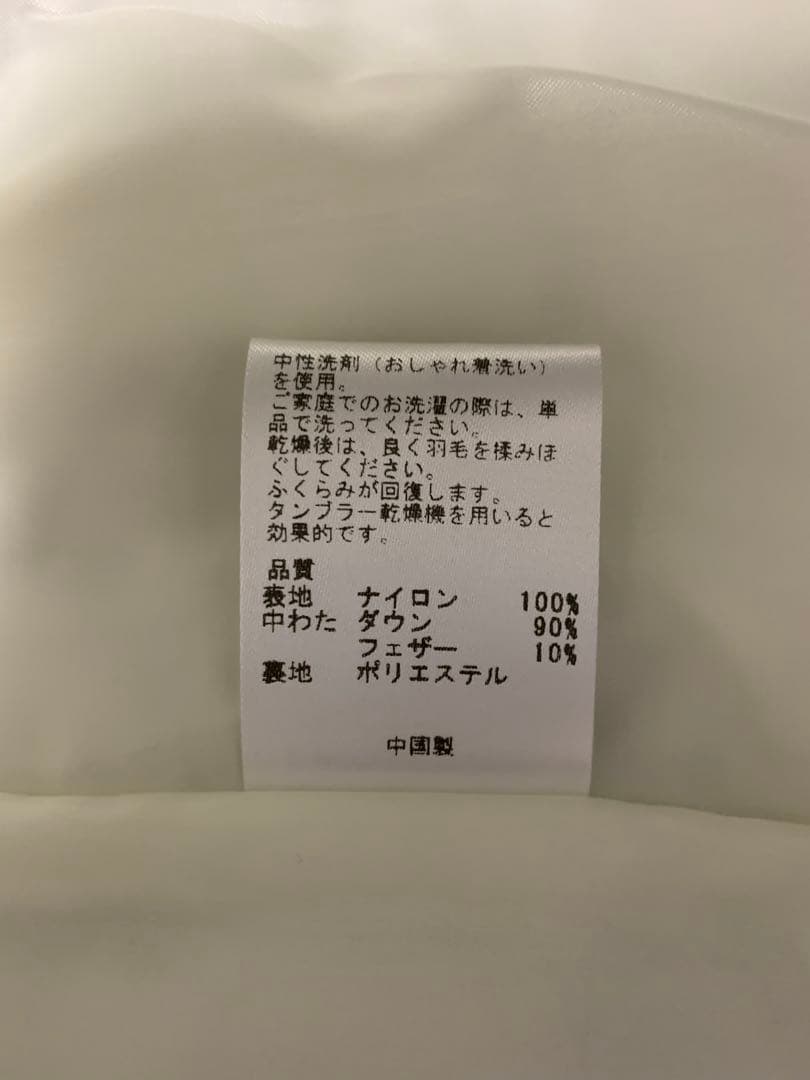 中性洗剤（おしゃれ着洗い）
を使用。
ご家庭でのお洗濯の際は、単
品で洗ってください。
乾燥後は、良く羽毛を揉みほ
ぐしてください。
ふくらみが回復します。
タンブラー乾燥機を用いると
効果的です。
品質
表地 ナイロン 100%
中わた ダウン 90%
フェザー 10%
裏地 ポリエステル
中国製